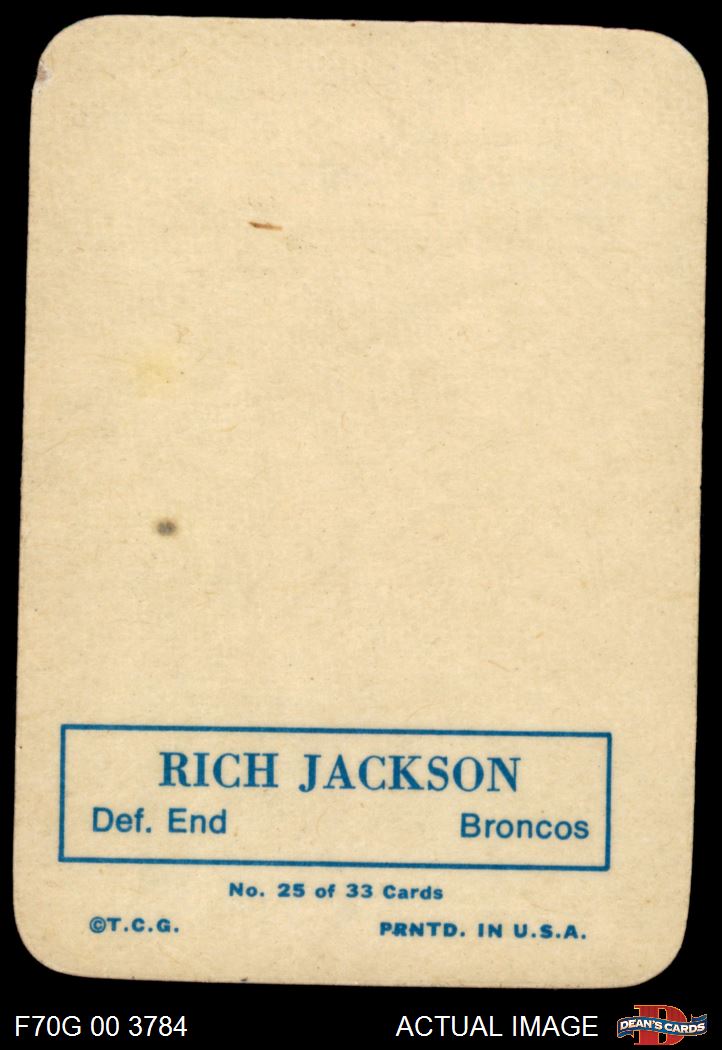 RICH JACKSON
Def. End Broncos
No. 25 of 33 Cards
©T.C.G. PRNTD. IN U.S.A.
F70G 00 3784 ACTUAL IMAGE DEAN'S CARDS